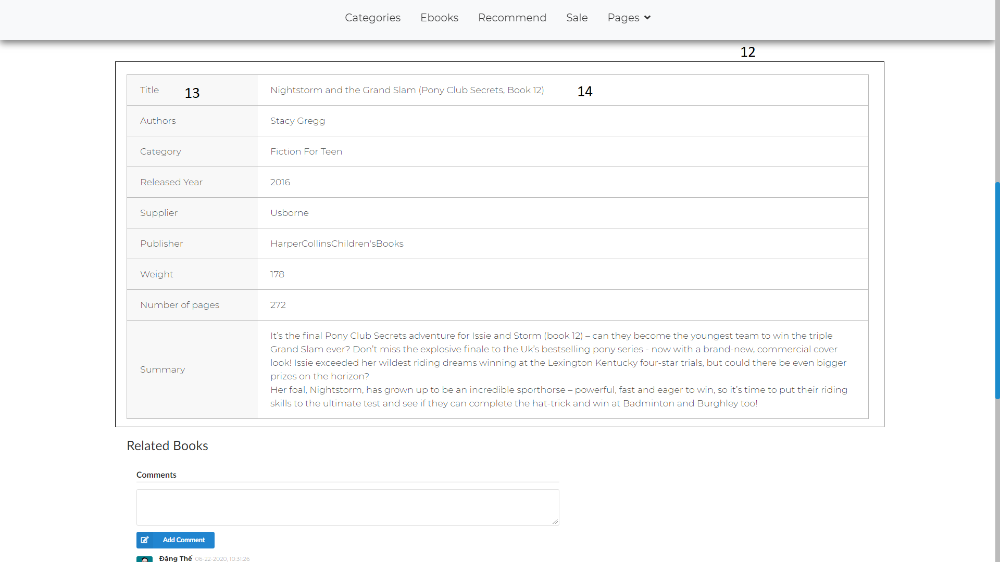 Categories Ebooks Recommend Sale Pages
12
Title 13 Nightstorm and the Grand Slam (Pony Club Secrets, Book 12) 14
Authors Stacy Gregg
Category Fiction For Teen
Released Year 2016
Supplier Usborne
Publisher HarperCollinsChildren'sBooks
Weight 178
Number of pages 272
Summary
It’s the final Pony Club Secrets adventure for Issie and Storm (book 12) – can they become the youngest team to win the triple
Grand Slam ever? Don’t miss the explosive finale to the Uk’s bestselling pony series - now with a brand-new, commercial cover
look! Issie exceeded her wildest riding dreams winning at the Lexington Kentucky four-star trials, but could there be even bigger
prizes on the horizon?
Her foal, Nightstorm, has grown up to be an incredible sporthorse – powerful, fast and eager to win, so it’s time to put their riding
skills to the ultimate test and see if they can complete the hat-trick and win at Badminton and Burghley too!
Related Books
Comments
Add Comment
Đặng Thế 06-22-2020, 10:31:26